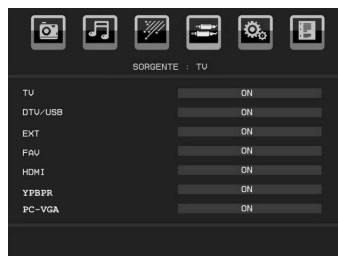 SORGENTE : TV
TV ON
DTV/USB ON
EXT ON
FAV ON
HDMI ON
YPBPR ON
PC-VGA ON